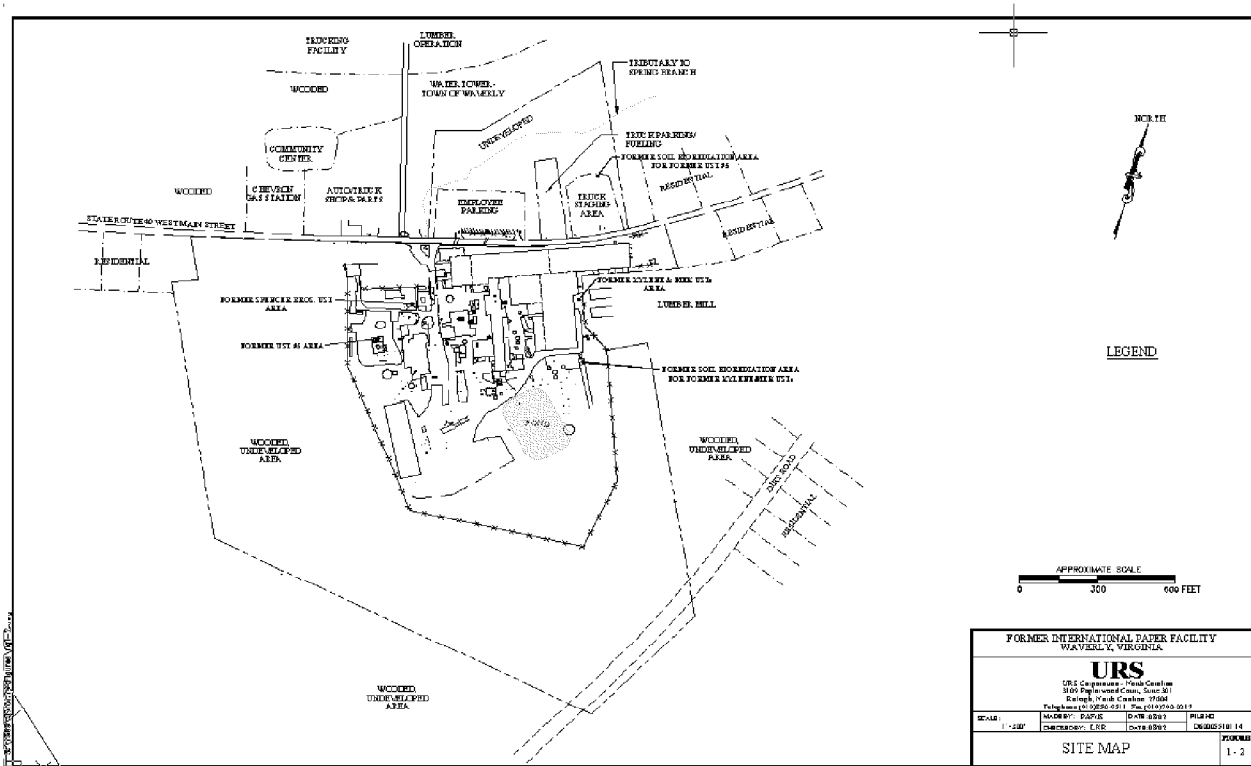 TRUCKING
FACILITY
LUMBER
OPERATION
TRIBUTARY TO
SPRING BRANCH
WOODED
WATER TOWER-
TOWN OF WAVERLY
UNDEVELOPED
NORTH
TRUCK PARKING/
FUELING
COMMUNITY
CENTER
FORMER SOIL BIOREDIATION AREA
FOR FORMER UST #6
RESIDENTIAL
WOODED
CHEVRON
GAS STATION
AUTO/TRUCK
SHOP & PARTS
EMPLOYEE
PARKING
TRUCK
STAGING
AREA
STATE ROUTE 40 WEST MAIN STREET
RESIDENTIAL
RESIDENTIAL
FORMER XYLENE & MEK USTs
AREA
FORMER SPENCER BROS. UST
AREA
LUMBER MILL
FORMER UST #6 AREA
LEGEND
FORMER SOIL BIOREDIATION AREA
FOR FORMER XYLENE/MEK USTs
POND
WOODED,
UNDEVELOPED
AREA
WOODED,
UNDEVELOPED
AREA
DIRT ROAD
RESIDENTIAL
APPROXIMATE SCALE
0 300 600 FEET
WOODED,
UNDEVELOPED
AREA
FORMER INTERNATIONAL PAPER FACILITY
WAVERLY, VIRGINIA
URS
URS Corporation - North Carolina
Raleigh, North Carolina 27604
SCALE: MADE BY: DATE: FILE NO
CHECKED BY: DATE:
SITE MAP
FIGURE
1 - 2